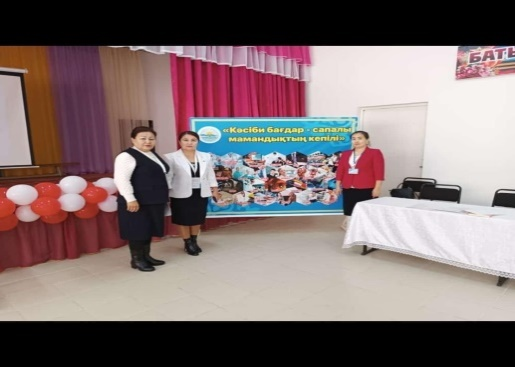 «Кәсіби бағдар - сапалы
мамандықтың кепілі»
БАТЫ